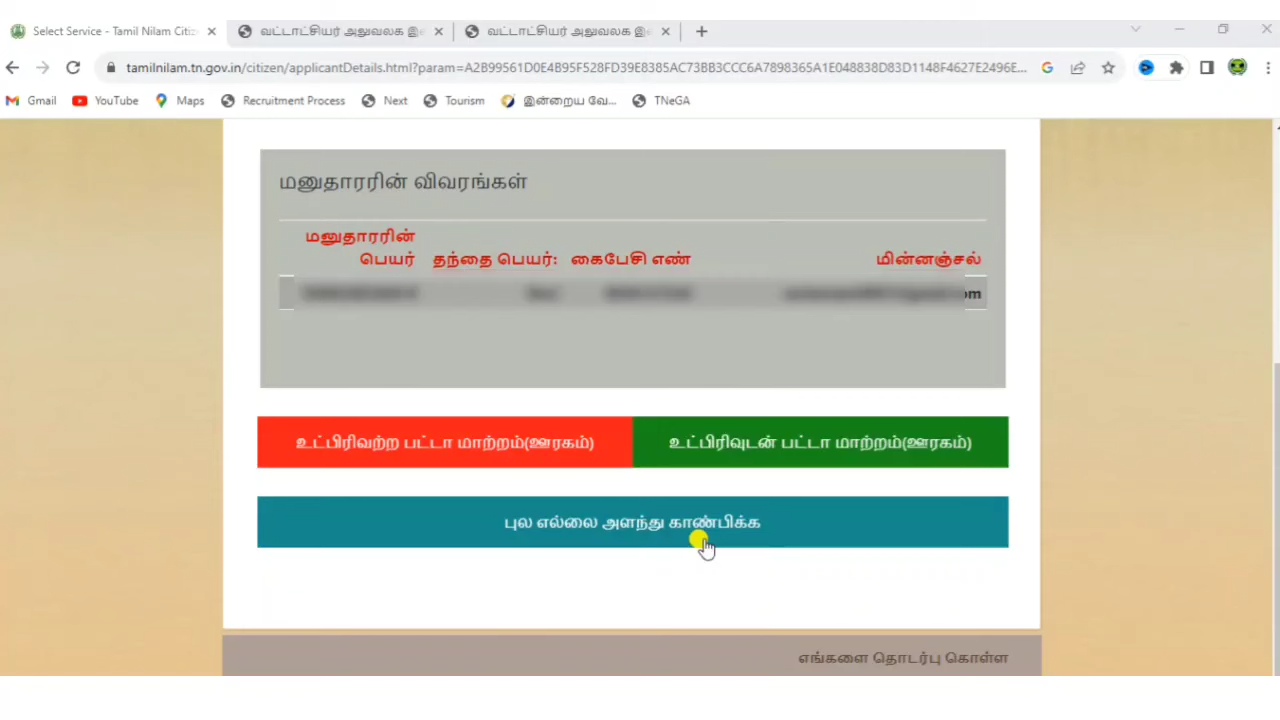 Select Service - Tamil Nilam Citiz
வட்டாட்சியர் அலுவலக இ
வட்டாட்சியர் அலுவலக இ
tamilnilam.tn.gov.in/citizen/applicantDetails.html?param=A2B99561D0E4B95F528FD39E8385AC73BB3CCC6A7898365A1E048838D83D1148F4627E2496E...
Gmail
YouTube
Maps
Recruitment Process
Next
Tourism
இன்றைய வே...
TNeGA
மனுதாரரின் விவரங்கள்
மனுதாரரின் பெயர்
தந்தை பெயர்:
கைபேசி எண்
மின்னஞ்சல்
om
உட்பிரிவற்ற பட்டா மாற்றம்(ஊரகம்)
உட்பிரிவுடன் பட்டா மாற்றம்(ஊரகம்)
புல எல்லை அளந்து காண்பிக்க
எங்களை தொடர்பு கொள்ள